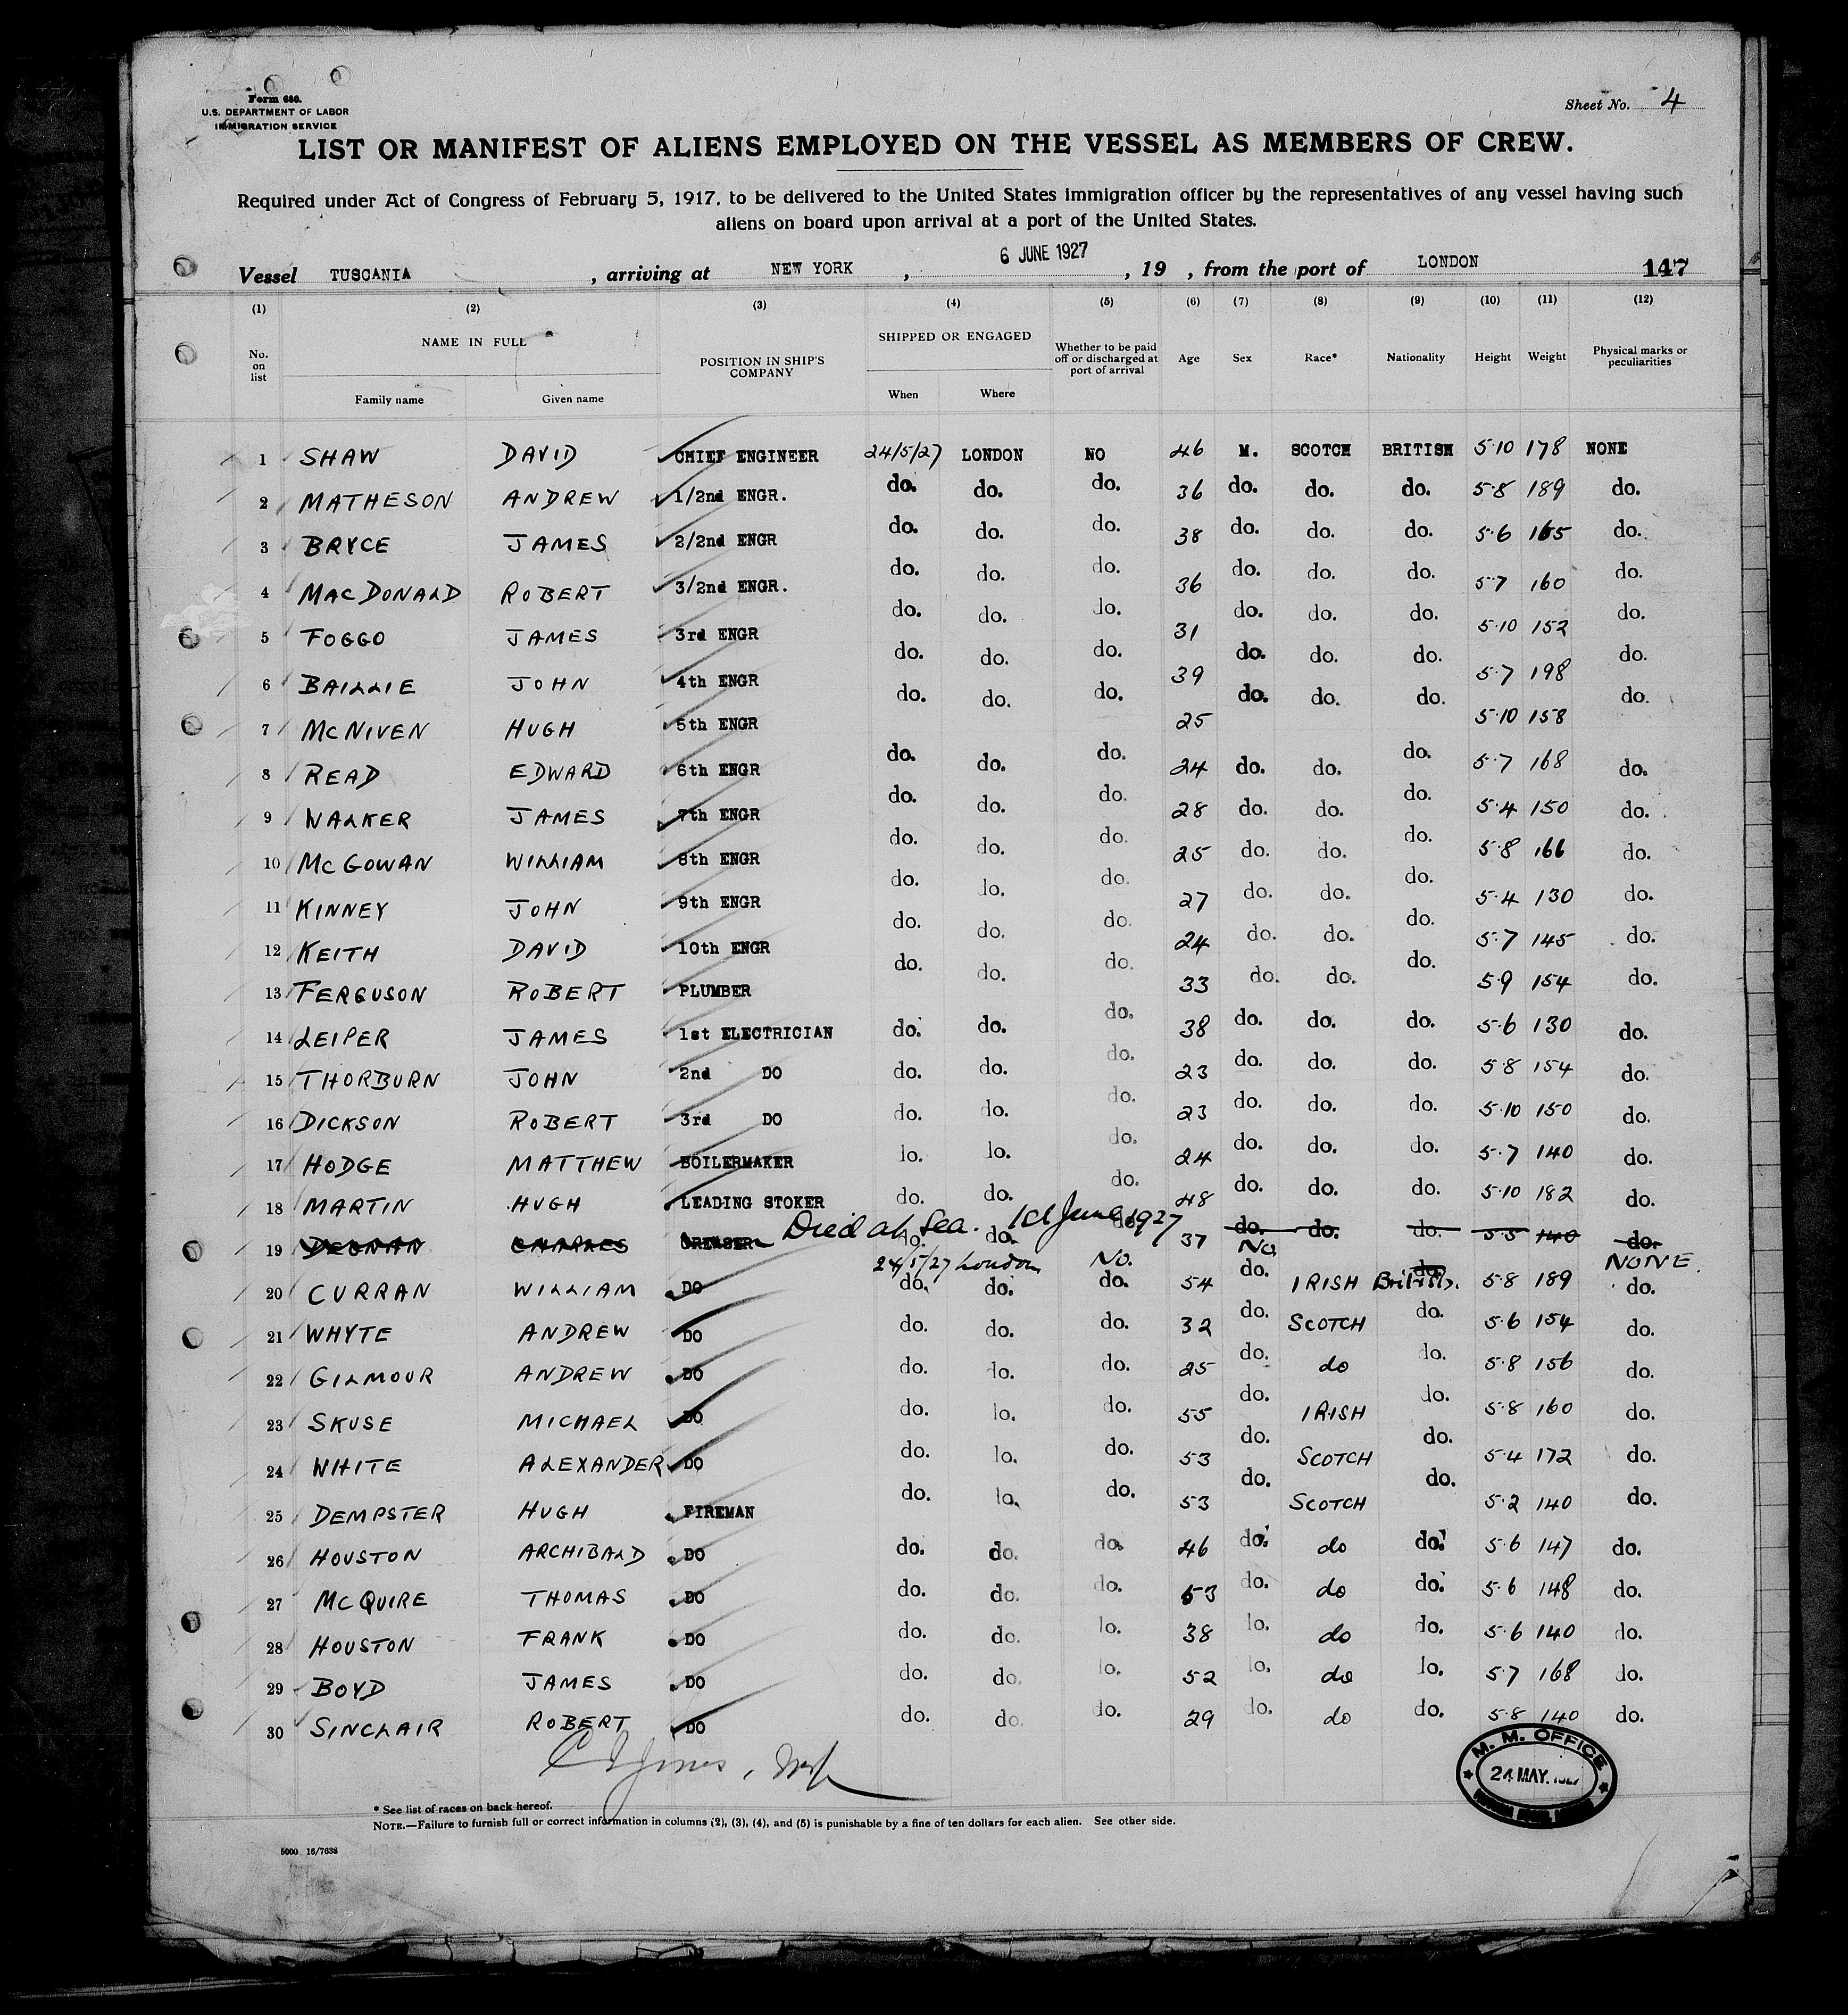 Form 680.
U.S. DEPARTMENT OF LABOR
IMMIGRATION SERVICE
Sheet No. 4
LIST OR MANIFEST OF ALIENS EMPLOYED ON THE VESSEL AS MEMBERS OF CREW.
Required under Act of Congress of February 5, 1917, to be delivered to the United States immigration officer by the representatives of any vessel having such
aliens on board upon arrival at a port of the United States.
Vessel TUSCANIA , arriving at NEW YORK , 6 JUNE 1927 , 19 , from the port of LONDON 147
(1) (2) (3) (4) (5) (6) (7) (8) (9) (10) (11) (12)
No. on list NAME IN FULL Family name Given name POSITION IN SHIP'S COMPANY SHIPPED OR ENGAGED When Where Whether to be paid off or discharged at port of arrival Age Sex Race* Nationality Height Weight Physical marks or peculiarities
1 SHAW DAVID CHIEF ENGINEER 24/5/27 LONDON NO 46 M. SCOTCH BRITISH 5·10 178 NONE
2 MATHESON ANDREW 1/2nd ENGR. do. do. do. 36 do. do. do. 5·8 189 do.
3 BRYCE JAMES 2/2nd ENGR do. do. do. 38 do. do. do. 5·6 165 do.
4 MACDONALD ROBERT 3/2nd ENGR. do. do. do. 36 do. do. do. 5·7 160 do.
5 FOGGO JAMES 3rd ENGR do. do. do. 31 do. do. do. 5·10 152 do.
6 BAILLIE JOHN 4th ENGR do. do. do. 39 do. do. do. 5·7 198 do.
7 MCNIVEN HUGH 5th ENGR do. do. do. 25 do. do. do. 5·10 158 do.
8 READ EDWARD 6th ENGR do. do. do. 24 do. do. do. 5·7 168 do.
9 WALKER JAMES 7th ENGR do. do. do. 28 do. do. do. 5·4 150 do.
10 MCGOWAN WILLIAM 8th ENGR do. do. do. 25 do. do. do. 5·8 166 do.
11 KINNEY JOHN 9th ENGR do. do. do. 27 do. do. do. 5·4 130 do.
12 KEITH DAVID 10th ENGR do. do. do. 24 do. do. do. 5·7 145 do.
13 FERGUSON ROBERT PLUMBER do. do. do. 33 do. do. do. 5·9 154 do.
14 LEIPER JAMES 1st ELECTRICIAN do. do. do. 38 do. do. do. 5·6 130 do.
15 THORBURN JOHN 2nd DO do. do. do. 23 do. do. do. 5·8 154 do.
16 DICKSON ROBERT 3rd DO do. do. do. 23 do. do. do. 5·10 150 do.
17 HODGE MATTHEW BOILERMAKER do. do. do. 24 do. do. do. 5·7 140 do.
18 MARTIN HUGH LEADING STOKER do. do. do. 48 do. do. do. 5·10 182 do.
19 CHARLES GREASER Died at Sea. 1st June 1927 do. do. do. 37 do. do. do. 5·5 140 do.
24/5/27 London No. No NONE.
20 CURRAN WILLIAM DO do. do. do. 54 do. IRISH British. 5·8 189 do.
21 WHYTE ANDREW DO do. do. do. 32 do. SCOTCH do. 5·6 154 do.
22 GILMOUR ANDREW DO do. do. do. 25 do. do do. 5·8 156 do.
23 SKUSE MICHAEL DO do. do. do. 55 do. IRISH do. 5·8 160 do.
24 WHITE ALEXANDER DO do. do. do. 53 do. SCOTCH do. 5·4 172 do.
25 DEMPSTER HUGH FIREMAN do. do. do. 53 do. SCOTCH do. 5·2 140 do.
26 HOUSTON ARCHIBALD DO do. do. do. 46 do. do do. 5·6 147 do.
27 MCQUIRE THOMAS DO do. do. do. 53 do. do do. 5·6 148 do.
28 HOUSTON FRANK DO do. do. do. 38 do. do do. 5·6 140 do.
29 BOYD JAMES DO do. do. do. 52 do. do do. 5·7 168 do.
30 SINCLAIR ROBERT DO do. do. do. 29 do. do do. 5·8 140 do.
M. M. OFFICE
24 MAY. 1927
* See list of races on back hereof.
NOTE.—Failure to furnish full or correct information in columns (2), (3), (4), and (5) is punishable by a fine of ten dollars for each alien. See other side.
5000 16/7638